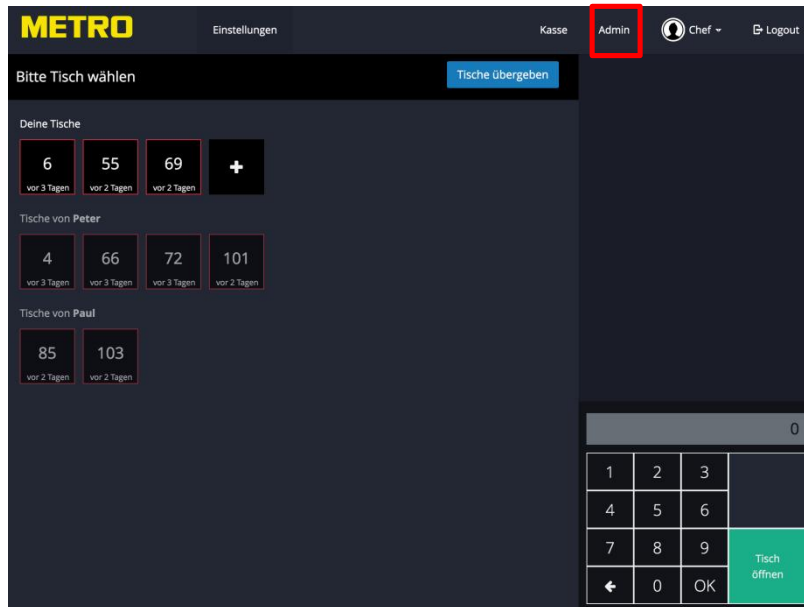 METRO Einstellungen Kasse Admin Chef Logout
Bitte Tisch wählen Tische übergeben
Deine Tische
6 55 69 +
vor 3 Tagen vor 2 Tagen vor 2 Tagen
Tische von Peter
4 66 72 101
vor 3 Tagen vor 3 Tagen vor 3 Tagen vor 2 Tagen
Tische von Paul
85 103
vor 2 Tagen vor 2 Tagen
0
1 2 3
4 5 6
7 8 9
Tisch
öffnen
0 OK